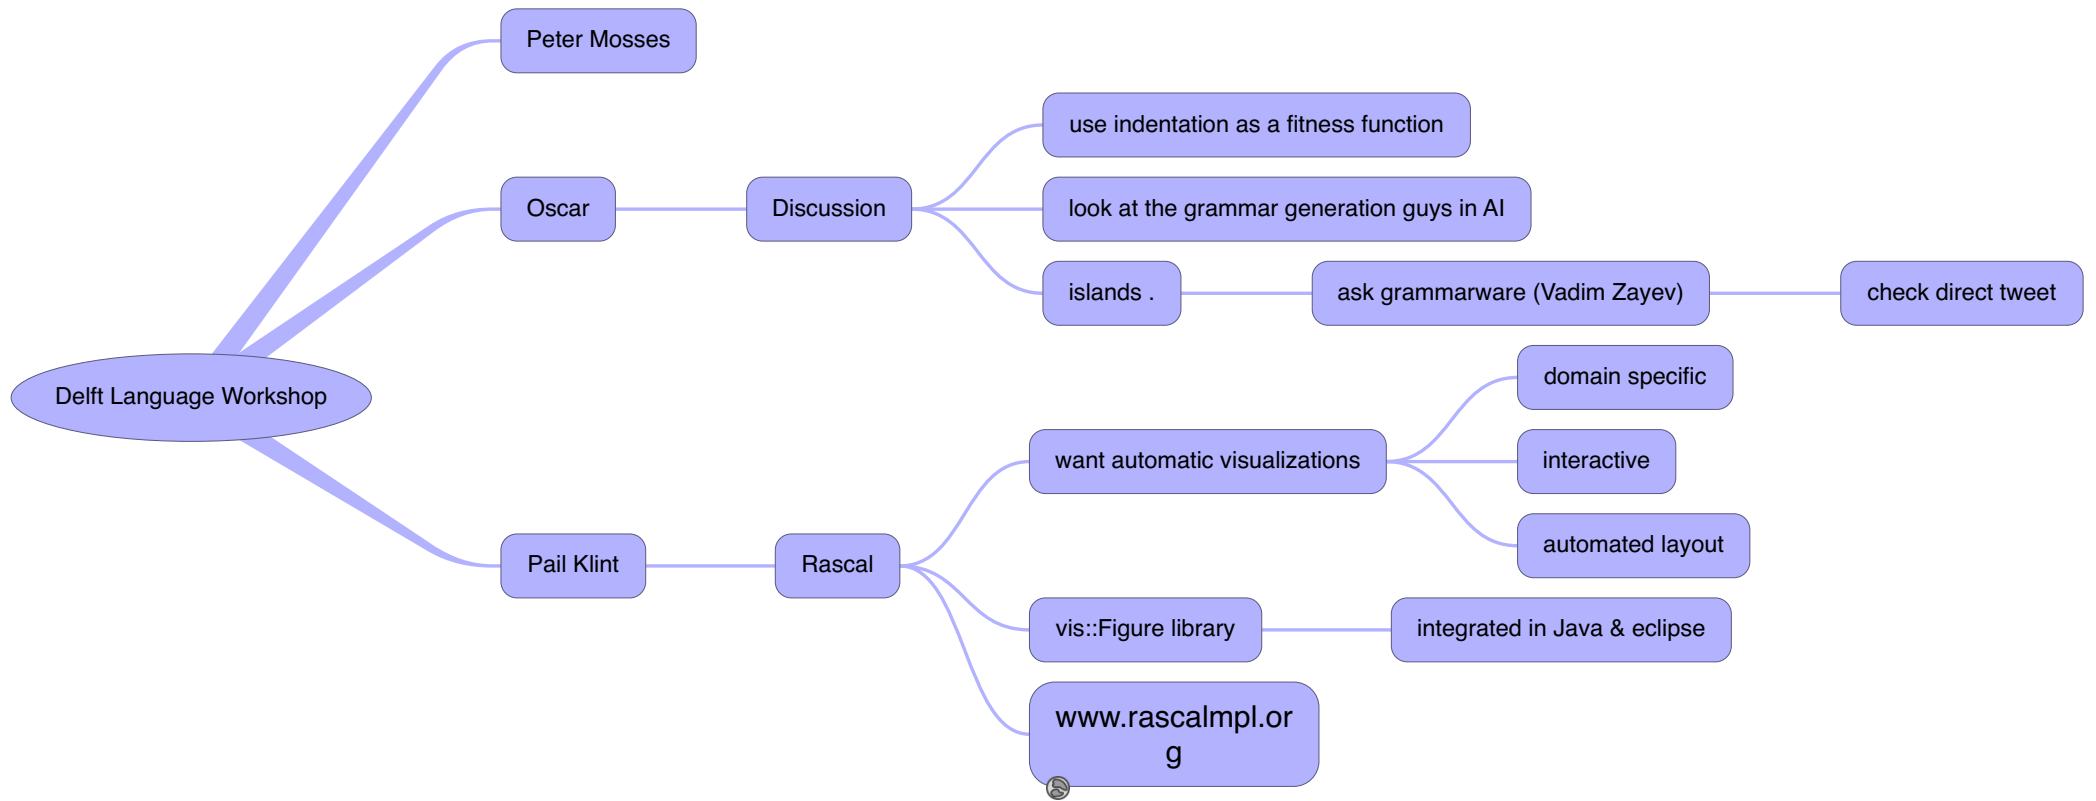 Peter Mosses
use indentation as a fitness function
Oscar
Discussion
look at the grammar generation guys in AI
islands .
ask grammarware (Vadim Zayev)
check direct tweet
Delft Language Workshop
domain specific
want automatic visualizations
interactive
automated layout
Pail Klint
Rascal
vis::Figure library
integrated in Java & eclipse
www.rascalmpl.or
g